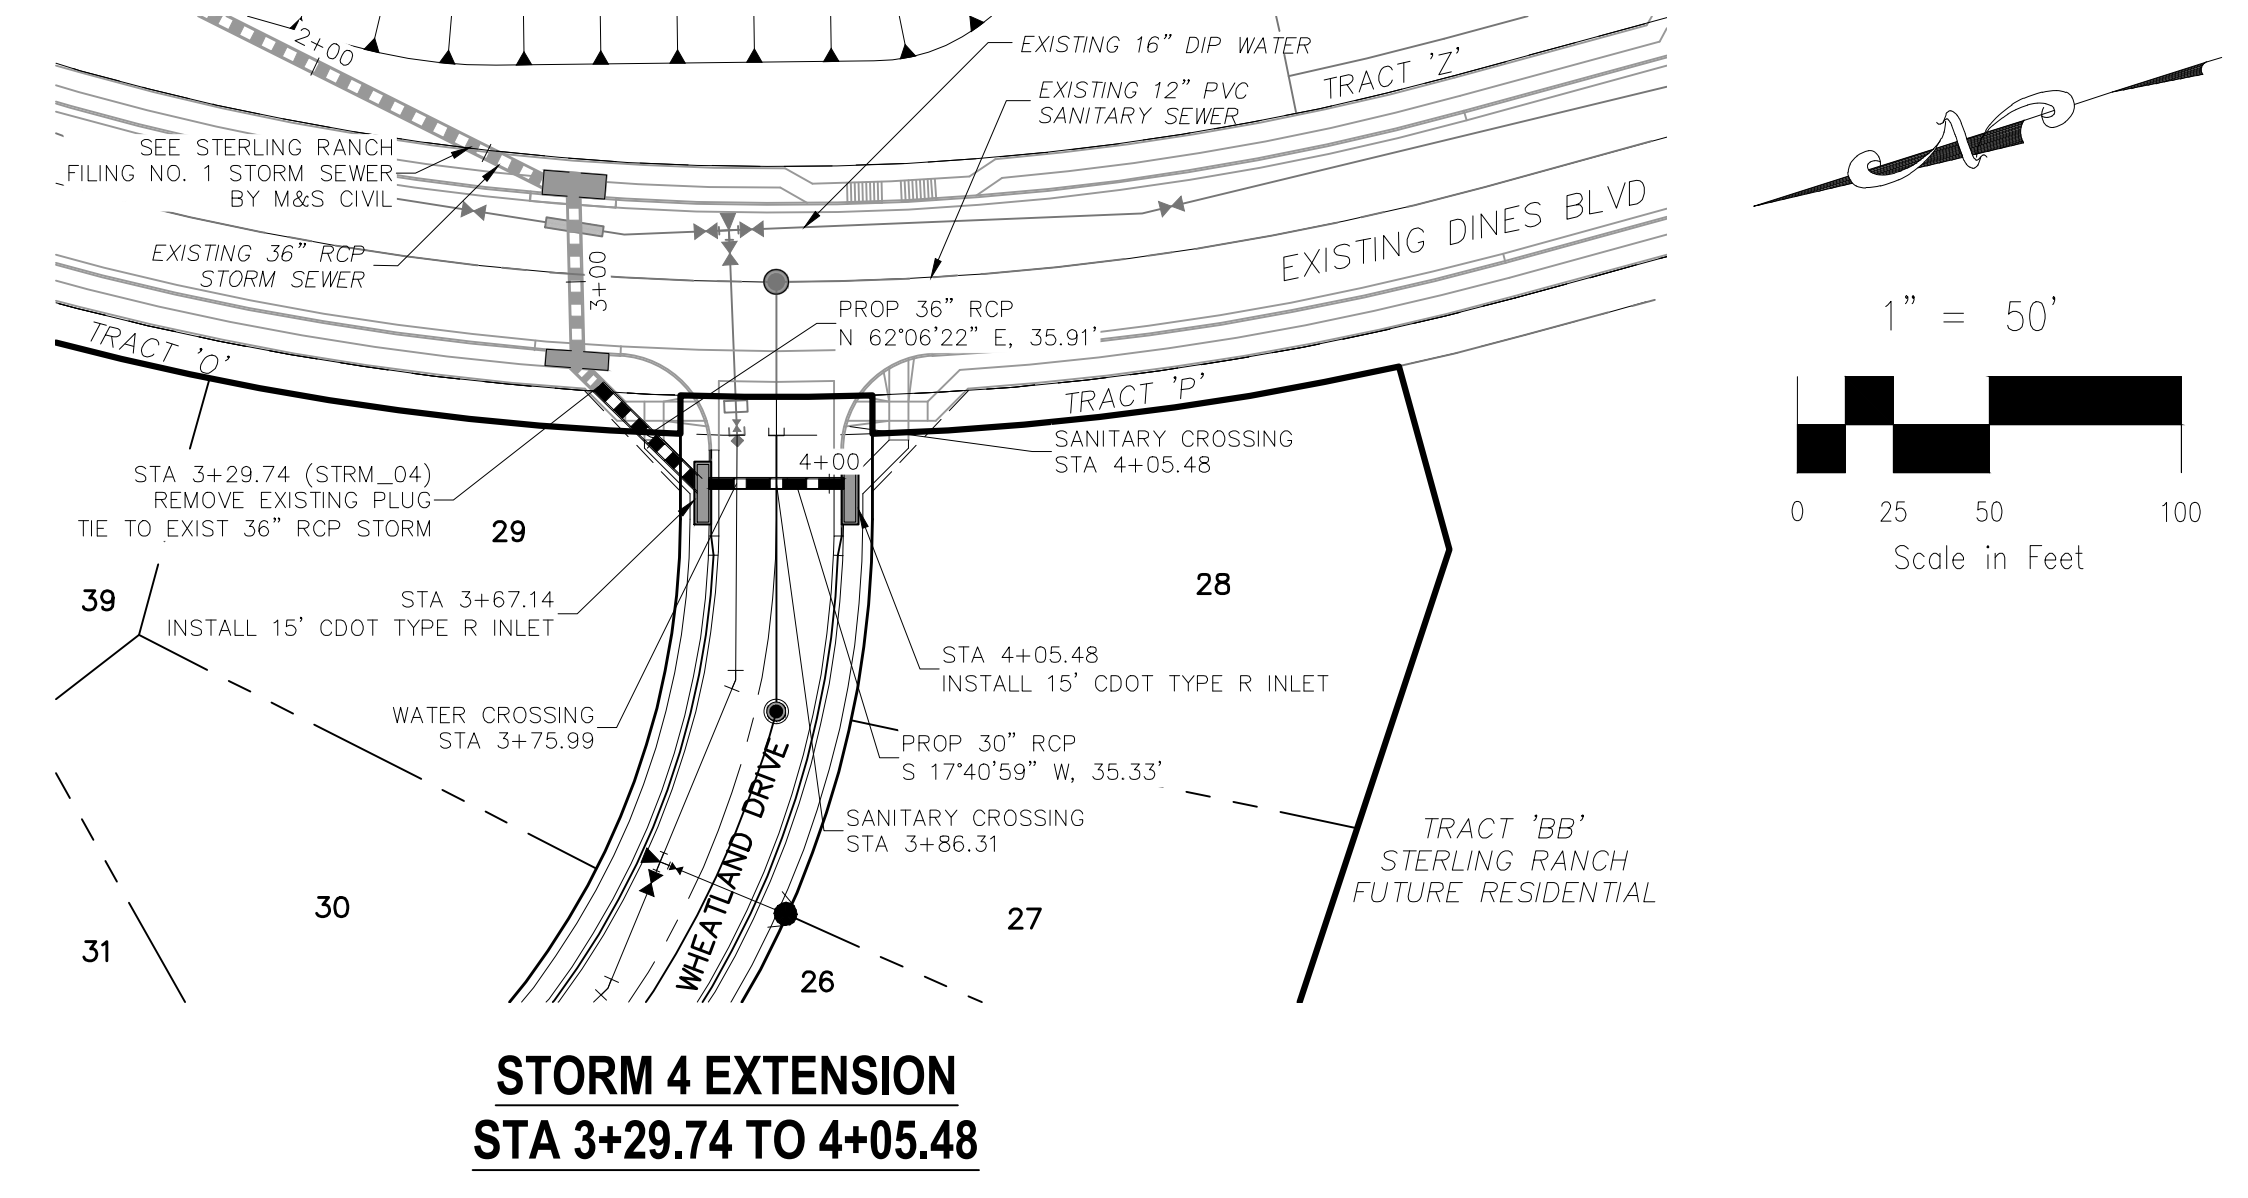 2+00
EXISTING 16" DIP WATER
TRACT 'Z'
EXISTING 12" PVC
SANITARY SEWER
SEE STERLING RANCH
FILING NO. 1 STORM SEWER
BY M&S CIVIL
EXISTING 36" RCP
STORM SEWER
3+00
EXISTING DINES BLVD
PROP 36" RCP
N 62°06'22" E, 35.91'
TRACT 'O'
TRACT 'P'
SANITARY CROSSING
STA 4+05.48
4+00
STA 3+29.74 (STRM_04)
REMOVE EXISTING PLUG
TIE TO EXIST 36" RCP STORM
29
28
39
STA 3+67.14
INSTALL 15' CDOT TYPE R INLET
STA 4+05.48
INSTALL 15' CDOT TYPE R INLET
WATER CROSSING
STA 3+75.99
PROP 30" RCP
S 17°40'59" W, 35.33'
SANITARY CROSSING
STA 3+86.31
WHEATLAND DRIVE
TRACT 'BB'
STERLING RANCH
FUTURE RESIDENTIAL
30
27
31
26
N
1" = 50'
0 25 50 100
Scale in Feet
STORM 4 EXTENSION
STA 3+29.74 TO 4+05.48